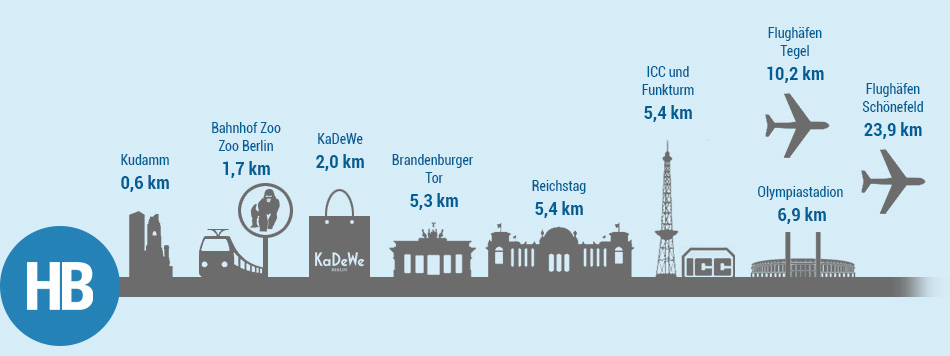 HB
Kudamm
0,6 km
Bahnhof Zoo
Zoo Berlin
1,7 km
KaDeWe
2,0 km
KaDeWe
BERLIN
Brandenburger
Tor
5,3 km
Reichstag
5,4 km
ICC und
Funkturm
5,4 km
ICC
Flughäfen
Tegel
10,2 km
Olympiastadion
6,9 km
Flughäfen
Schönefeld
23,9 km